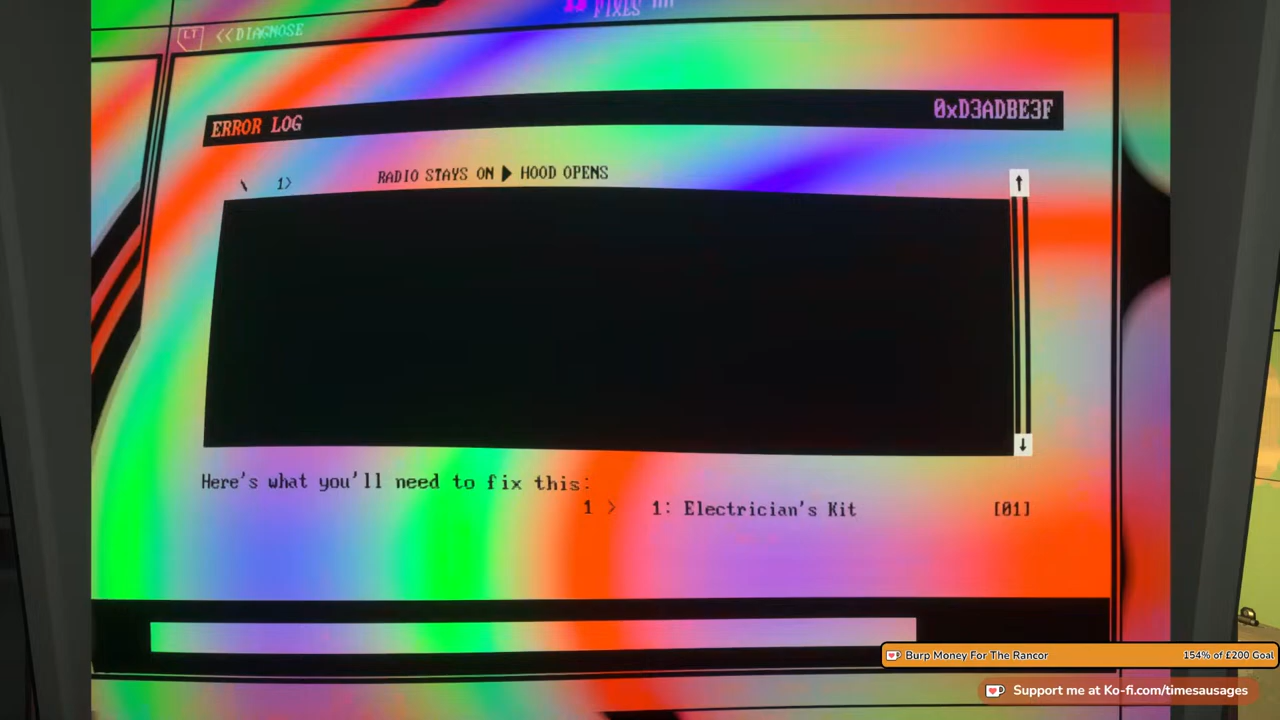 FIXES
LT <<DIAGNOSE
ERROR LOG 0xD3ADBE3F
\ 1> RADIO STAYS ON ▶ HOOD OPENS
↑
↓
Here's what you'll need to fix this:
1 > 1: Electrician's Kit [01]
Burp Money For The Rancor 154% of £200 Goal
Support me at Ko-fi.com/timesausages